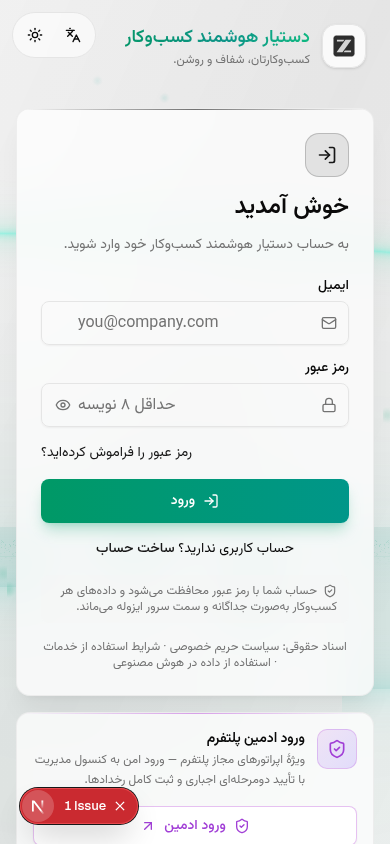 دستیار هوشمند کسب‌وکار
کسب‌وکارتان، شفاف و روشن.
خوش آمدید
به حساب دستیار هوشمند کسب‌وکار خود وارد شوید.
ایمیل
you@company.com
رمز عبور
حداقل ۸ نویسه
رمز عبور را فراموش کرده‌اید؟
ورود
حساب کاربری ندارید؟ ساخت حساب
حساب شما با رمز عبور محافظت می‌شود و داده‌های هر
کسب‌وکار به‌صورت جداگانه و سمت سرور ایزوله می‌ماند.
اسناد حقوقی: سیاست حریم خصوصی · شرایط استفاده از خدمات
· استفاده از داده در هوش مصنوعی
ورود ادمین پلتفرم
ویژهٔ اپراتورهای مجاز پلتفرم — ورود امن به کنسول مدیریت
با تأیید دومرحله‌ای اجباری و ثبت کامل رخدادها.
ورود ادمین
1 Issue